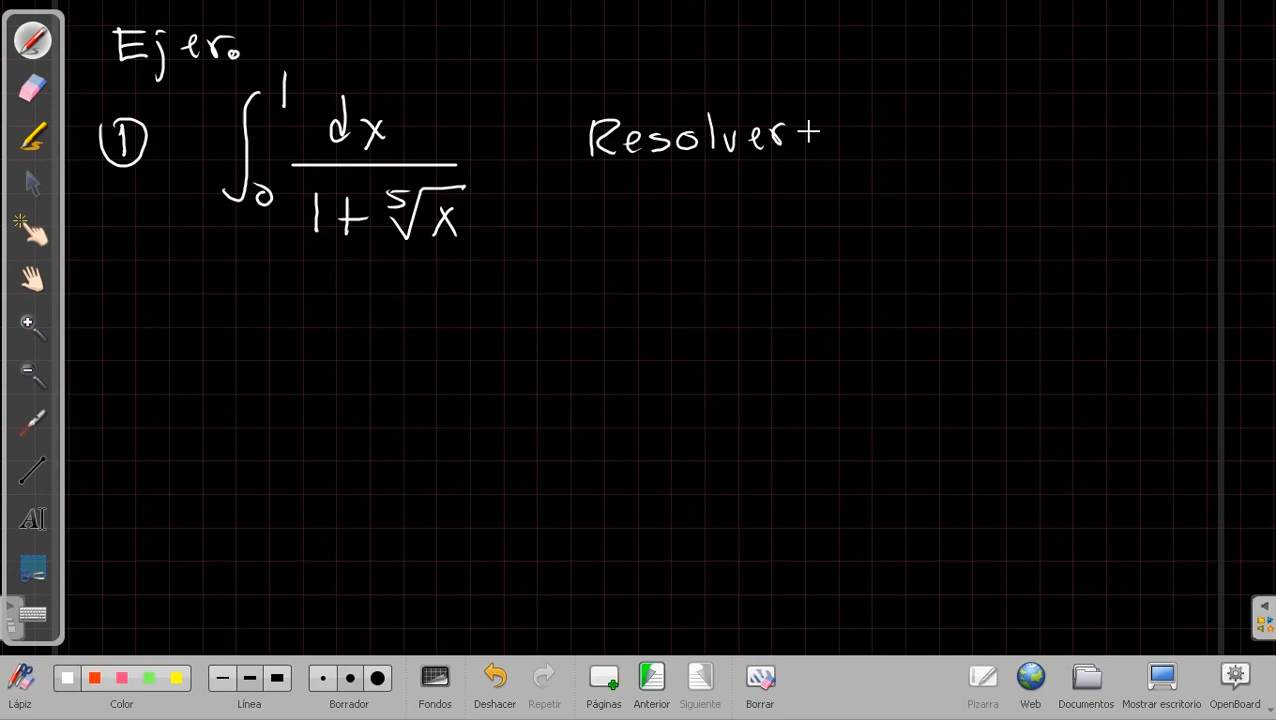 Ejer.
① ∫₀¹ dx / (1 + ⁵√x) Resolver +
AI
Lápiz Color Línea Borrador Fondos Deshacer Repetir Páginas Anterior Siguiente Borrar Pizarra Web Documentos Mostrar escritorio OpenBoard